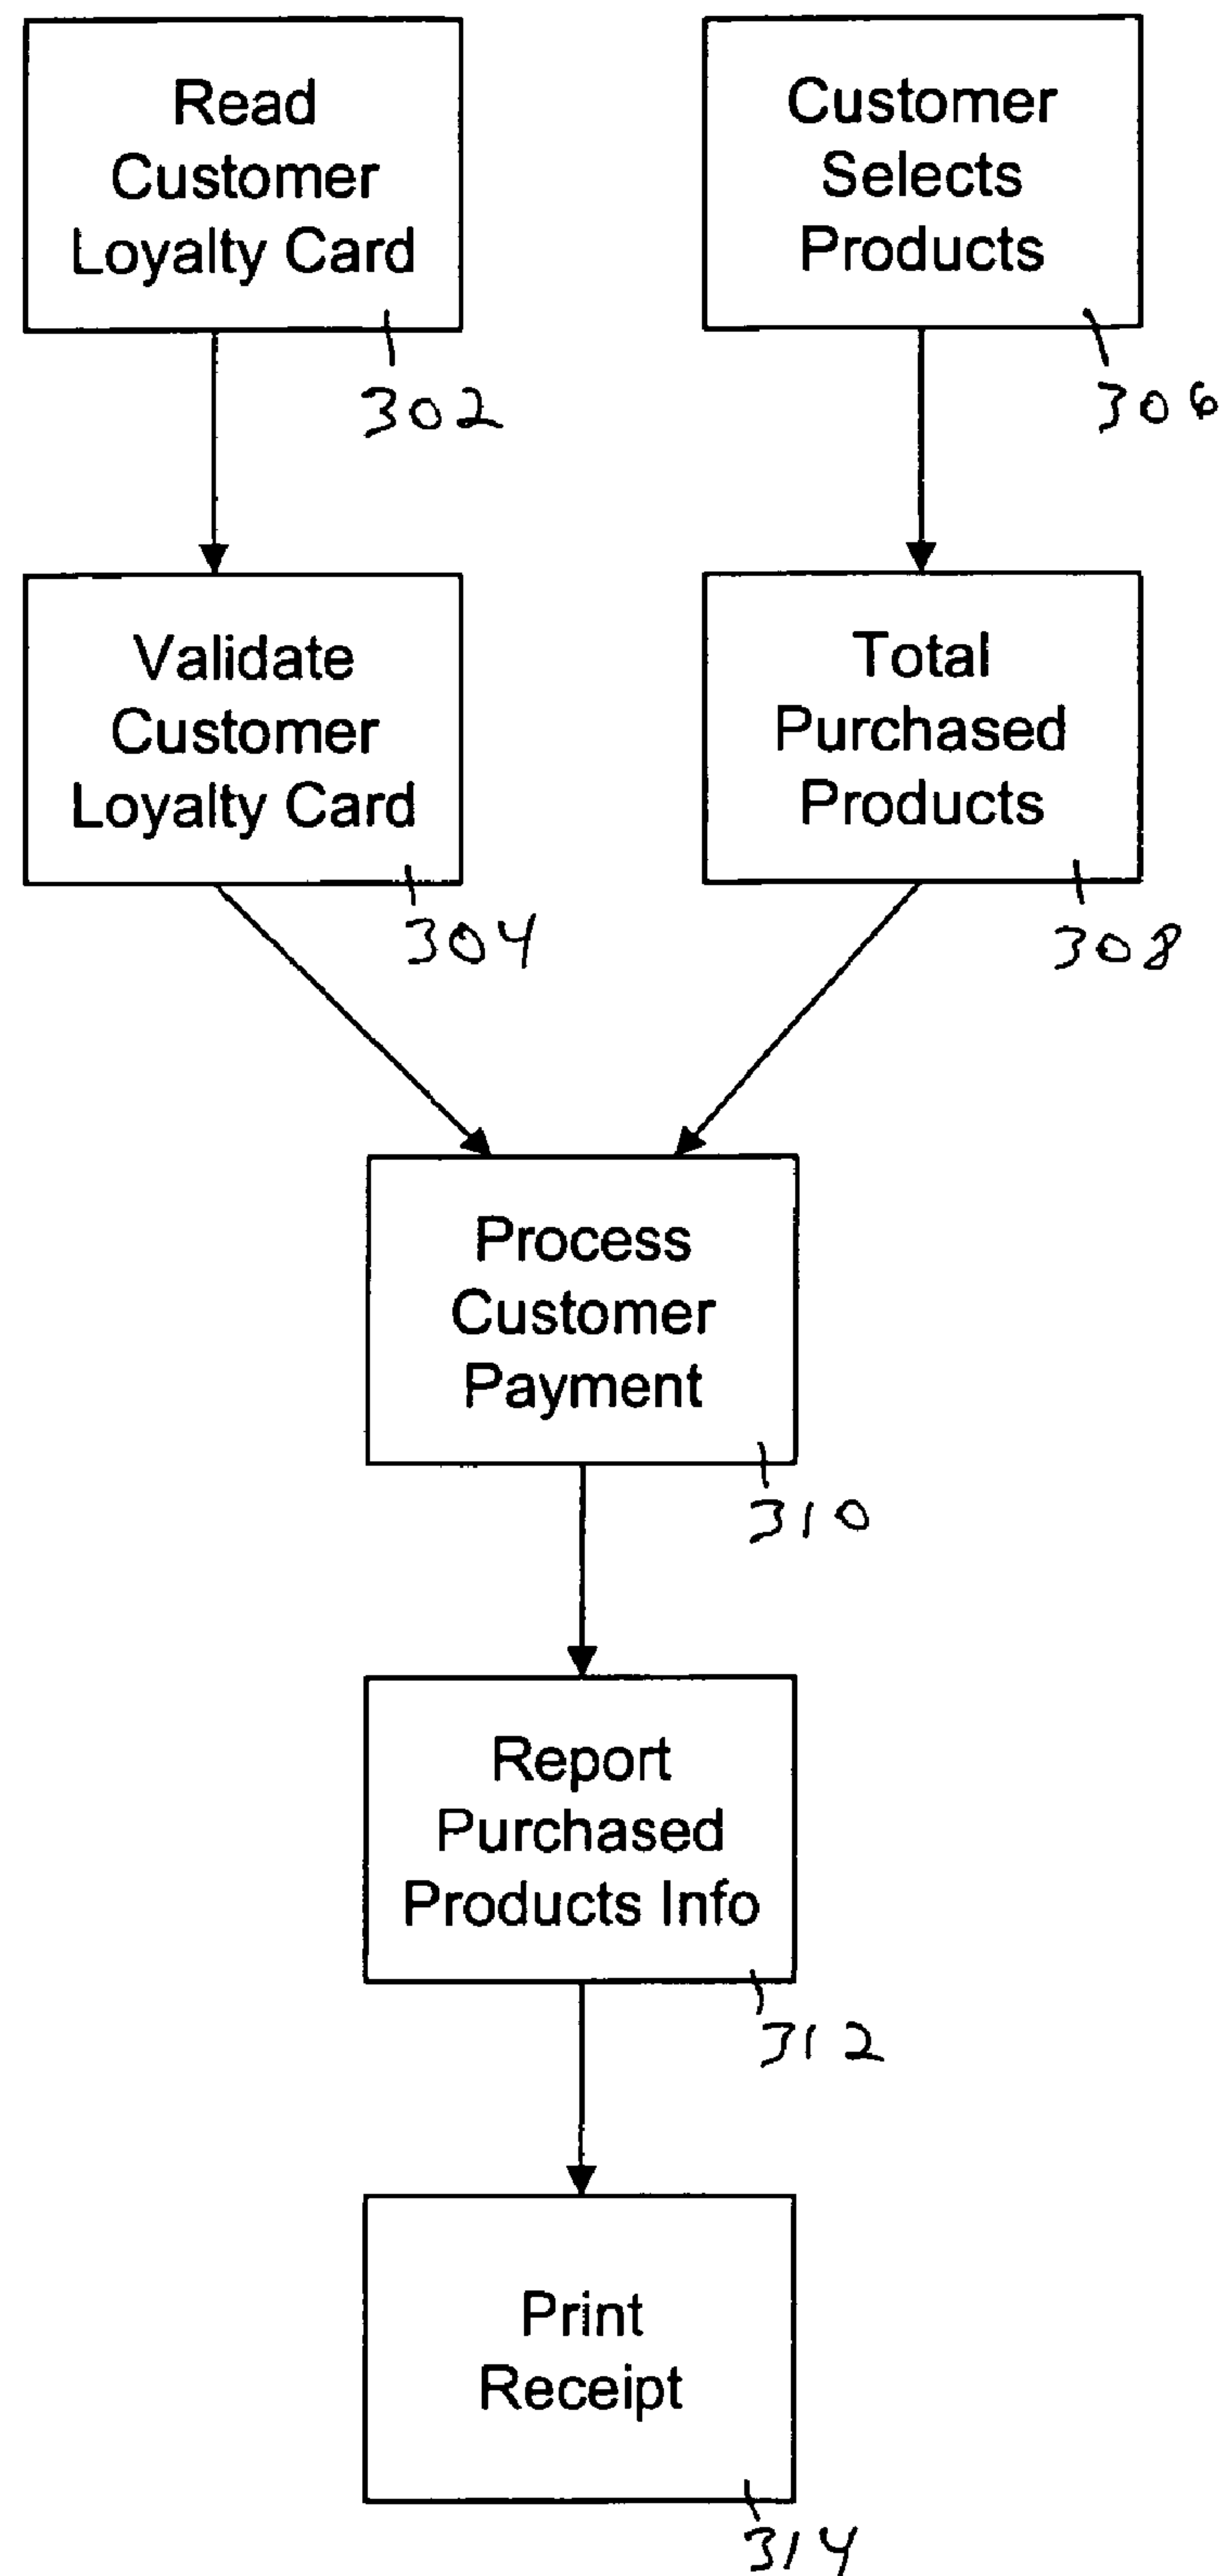 Read
Customer
Loyalty Card
302
Customer
Selects
Products
306
Validate
Customer
Loyalty Card
304
Total
Purchased
Products
308
Process
Customer
Payment
310
Report
Purchased
Products Info
312
Print
Receipt
314